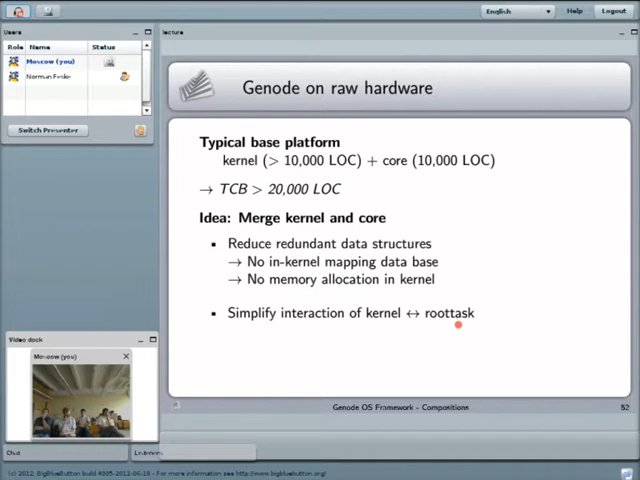 English
Help
Logout
Users
lecture
Role Name Status
Moscow (you)
Norman Feske
Switch Presenter
Genode on raw hardware
Typical base platform
kernel (> 10,000 LOC) + core (10,000 LOC)
→ TCB > 20,000 LOC
Idea: Merge kernel and core
▪ Reduce redundant data structures
→ No in-kernel mapping data base
→ No memory allocation in kernel
▪ Simplify interaction of kernel ↔ roottask
Genode OS Framework - Compositions
52
Video dock
Moscow (you)
Chat
Listeners
(c) 2012, BigBlueButton build 4095-2012-06-19 - For more information see http://www.bigbluebutton.org/